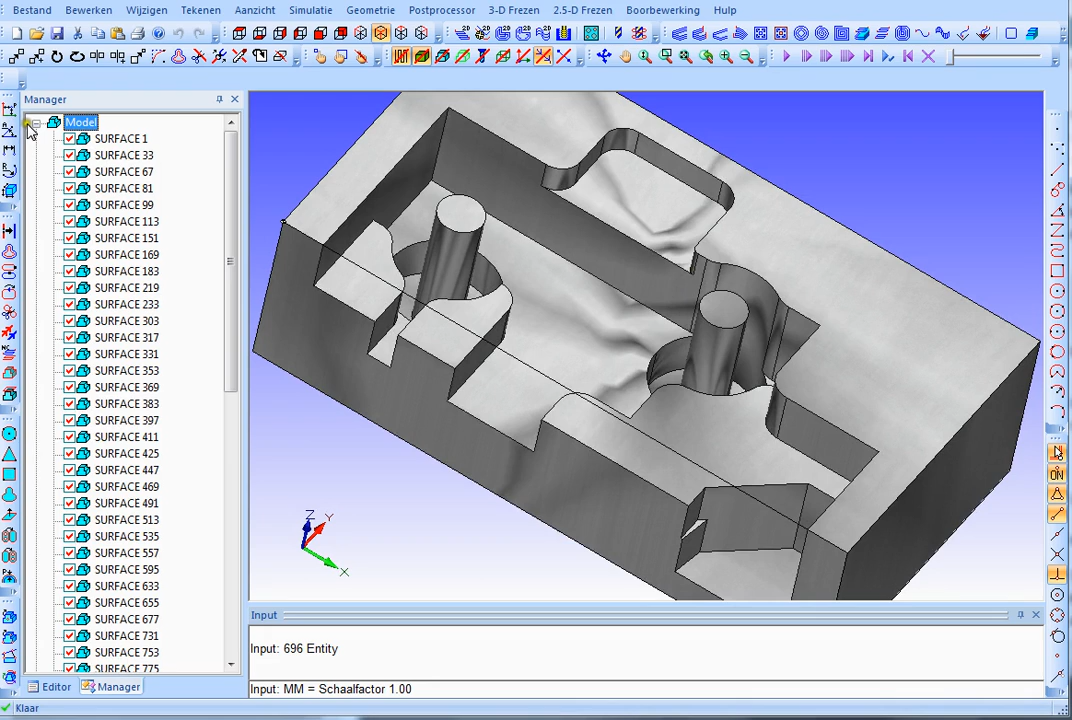 Bestand Bewerken Wijzigen Tekenen Aanzicht Simulatie Geometrie Postprocessor 3-D Frezen 2.5-D Frezen Boorbewerking Help
Manager
Model
SURFACE 1
SURFACE 33
SURFACE 67
SURFACE 81
SURFACE 99
SURFACE 113
SURFACE 151
SURFACE 169
SURFACE 183
SURFACE 219
SURFACE 233
SURFACE 303
SURFACE 317
SURFACE 331
SURFACE 353
SURFACE 369
SURFACE 383
SURFACE 397
SURFACE 411
SURFACE 425
SURFACE 447
SURFACE 469
SURFACE 491
SURFACE 513
SURFACE 535
SURFACE 557
SURFACE 595
SURFACE 633
SURFACE 655
SURFACE 677
SURFACE 731
SURFACE 753
SURFACE 775
Z
Y
X
ON
Input
Input: 696 Entity
Input: MM = Schaalfactor 1.00
Editor Manager
Klaar